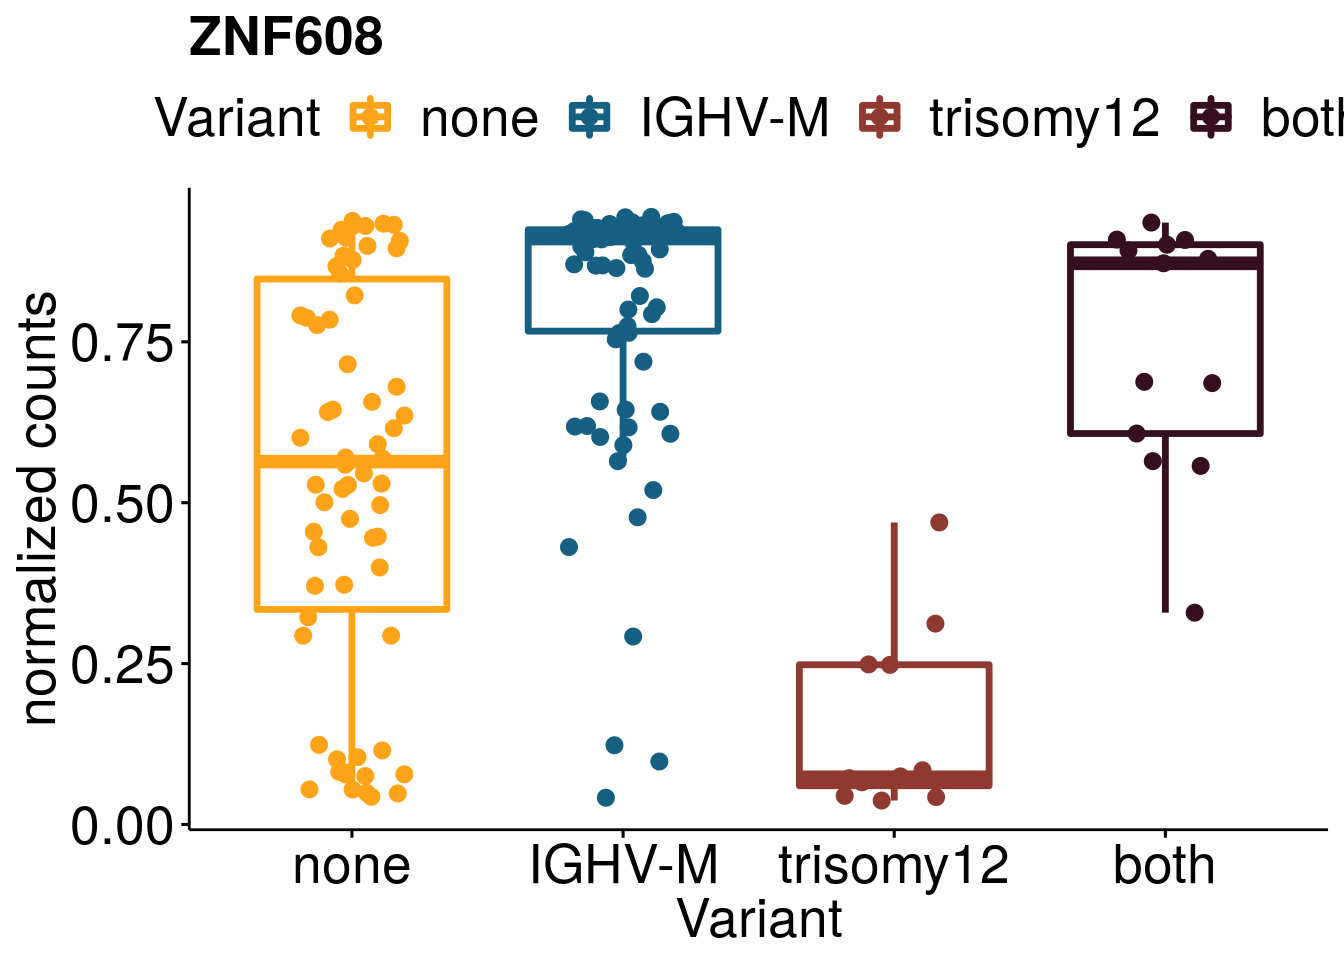 ZNF608
Variant none IGHV-M trisomy12 both
normalized counts
0.75
0.50
0.25
0.00
none IGHV-M trisomy12 both
Variant